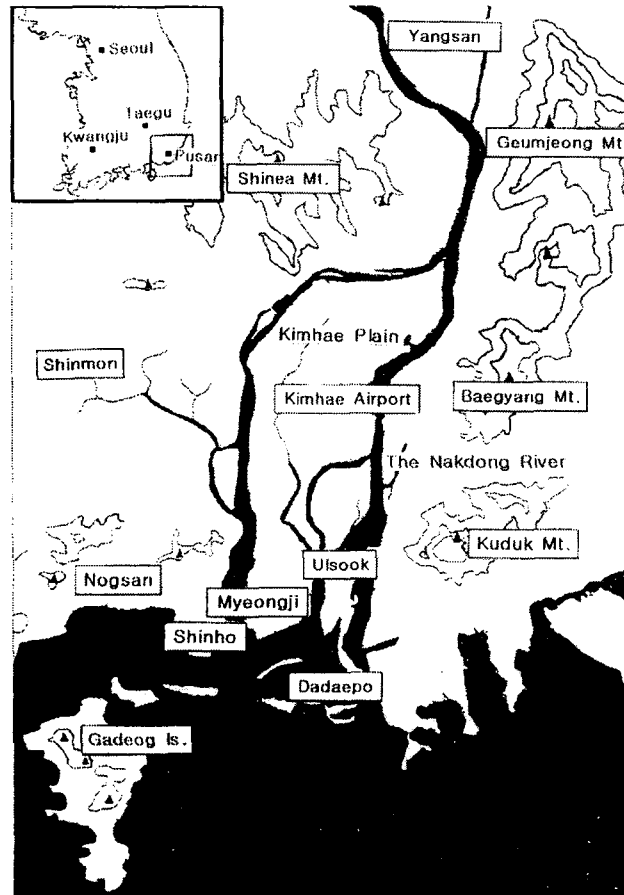 Yangsan
Seoul
Taegu
Kwangju
Pusan
Geumjeong Mt.
Shinea Mt.
Kimhae Plain
Shinmon
Kimhae Airport
Baegyang Mt.
The Nakdong River
Kuduk Mt.
Ulsook
Nogsan
Myeongji
Shinho
Dadaepo
Gadeog Is.